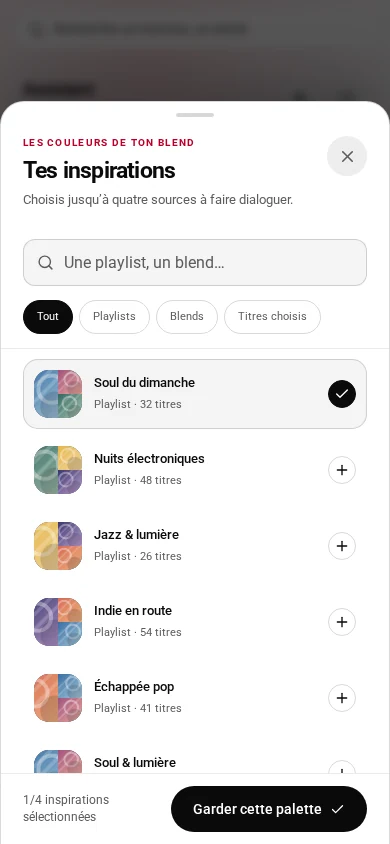 LES COULEURS DE TON BLEND
Tes inspirations
Choisis jusqu’à quatre sources à faire dialoguer.
Une playlist, un blend…
Tout
Playlists
Blends
Titres choisis
Soul du dimanche
Playlist · 32 titres
Nuits électroniques
Playlist · 48 titres
Jazz & lumière
Playlist · 26 titres
Indie en route
Playlist · 54 titres
Échappée pop
Playlist · 41 titres
Soul & lumière
1/4 inspirations
sélectionnées
Garder cette palette